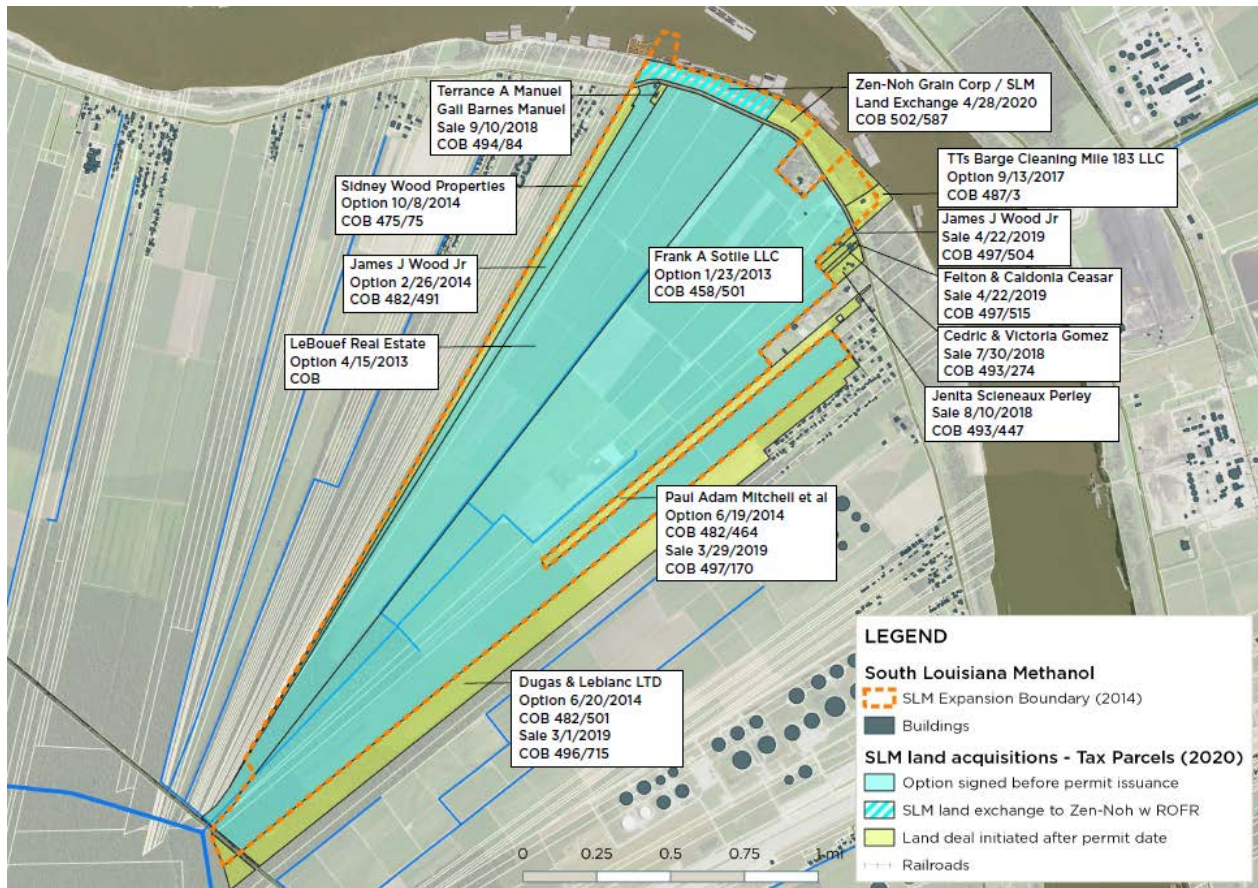 Terrance A Manuel
Gail Barnes Manuel
Sale 9/10/2018
COB 494/84
Zen-Noh Grain Corp / SLM
Land Exchange 4/28/2020
COB 502/587
TTs Barge Cleaning Mile 183 LLC
Option 9/13/2017
COB 487/3
Sidney Wood Properties
Option 10/8/2014
COB 475/75
James J Wood Jr
Sale 4/22/2019
COB 497/504
James J Wood Jr
Option 2/26/2014
COB 482/491
Frank A Sotile LLC
Option 1/23/2013
COB 458/501
Felton & Caldonia Ceasar
Sale 4/22/2019
COB 497/515
LeBouef Real Estate
Option 4/15/2013
COB
Cedric & Victoria Gomez
Sale 7/30/2018
COB 493/274
Jenita Scieneaux Perley
Sale 8/10/2018
COB 493/447
Paul Adam Mitchell et al
Option 6/19/2014
COB 482/464
Sale 3/29/2019
COB 497/170
Dugas & Leblanc LTD
Option 6/20/2014
COB 482/501
Sale 3/1/2019
COB 496/715
LEGEND
South Louisiana Methanol
SLM Expansion Boundary (2014)
Buildings
SLM land acquisitions - Tax Parcels (2020)
Option signed before permit issuance
SLM land exchange to Zen-Noh w ROFR
Land deal initiated after permit date
Railroads
0 0.25 0.5 0.75 1 mi